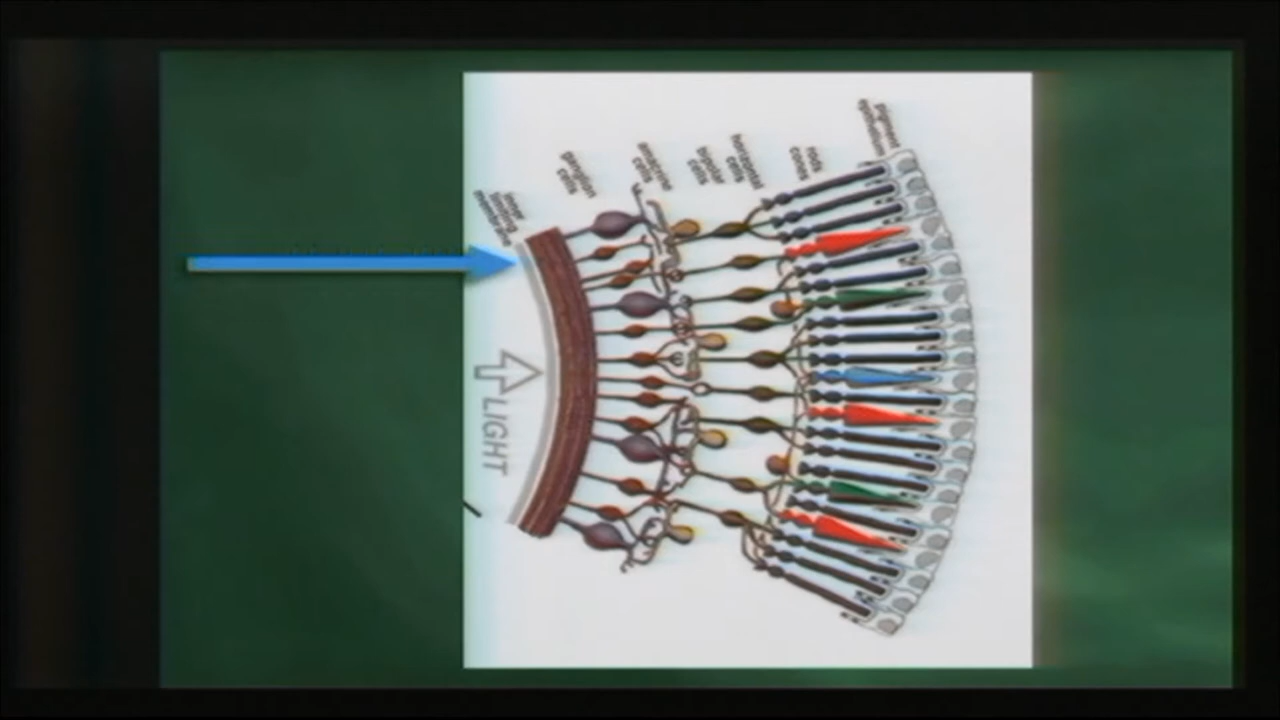 inner
limiting
membrane
ganglion
cells
amacrine
cells
bipolar
cells
horizontal
cells
rods
cones
pigment
epithelium
LIGHT